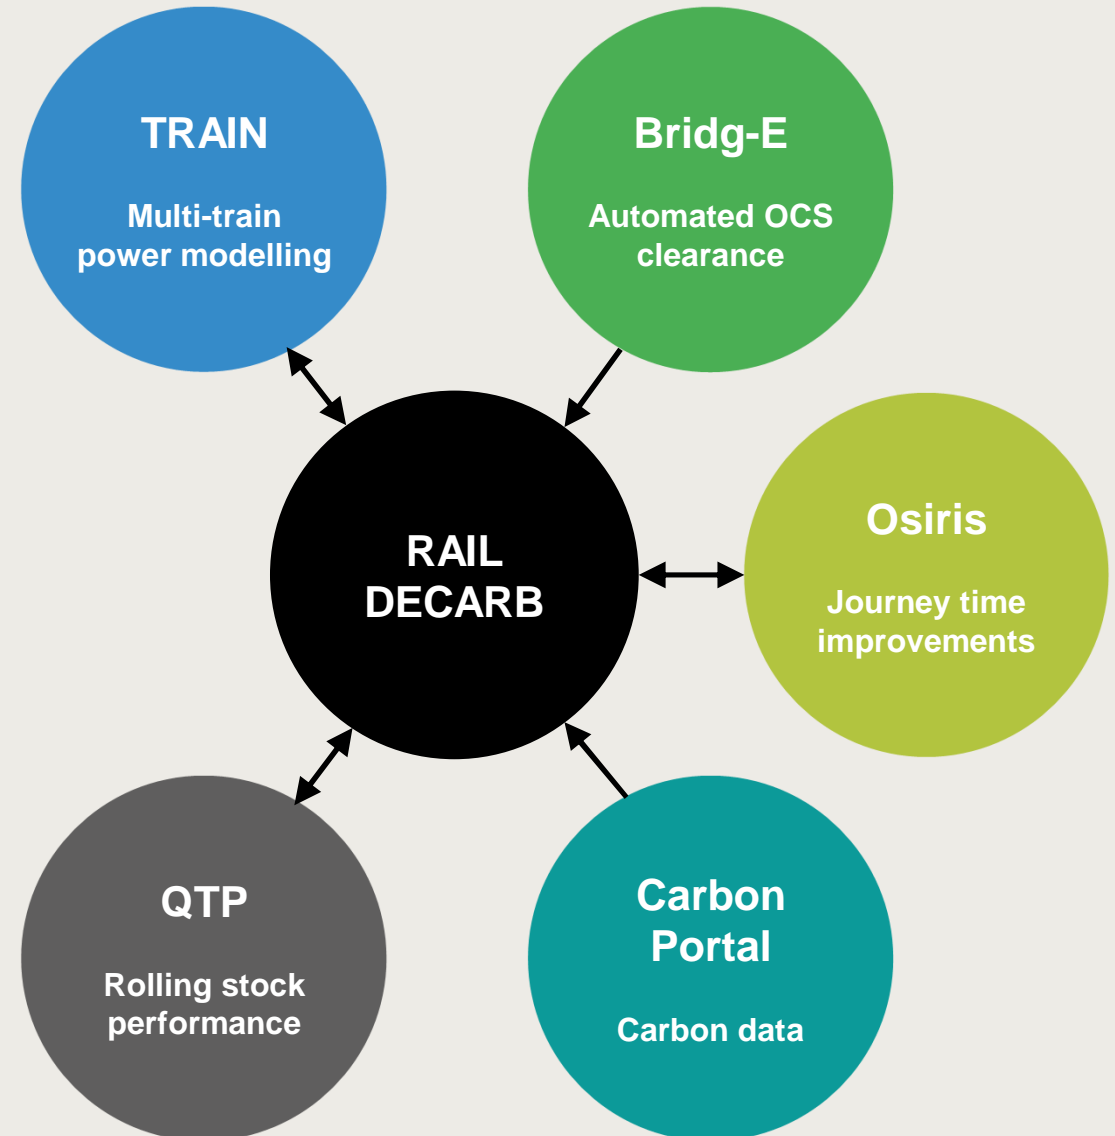 TRAIN
Multi-train
power modelling
Bridg-E
Automated OCS
clearance
RAIL
DECARB
Osiris
Journey time
improvements
QTP
Rolling stock
performance
Carbon
Portal
Carbon data